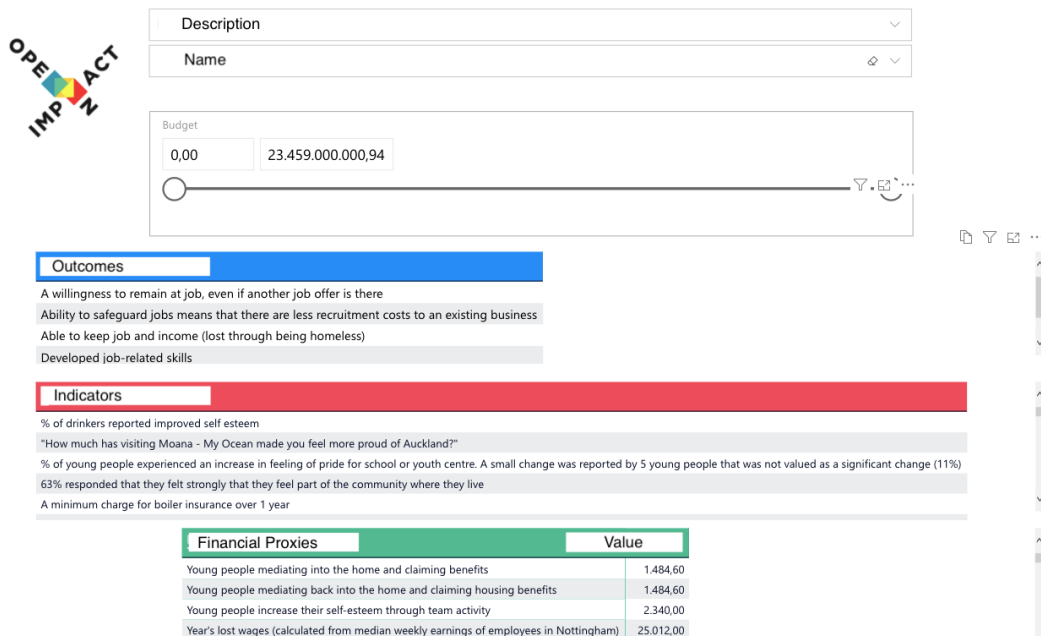 OPEN IMPACT
Description
Name
Budget
0,00
23.459.000.000,94
Outcomes
A willingness to remain at job, even if another job offer is there
Ability to safeguard jobs means that there are less recruitment costs to an existing business
Able to keep job and income (lost through being homeless)
Developed job-related skills
Indicators
% of drinkers reported improved self esteem
"How much has visiting Moana - My Ocean made you feel more proud of Auckland?"
% of young people experienced an increase in feeling of pride for school or youth centre. A small change was reported by 5 young people that was not valued as a significant change (11%)
63% responded that they felt strongly that they feel part of the community where they live
A minimum charge for boiler insurance over 1 year
Financial Proxies Value
Young people mediating into the home and claiming benefits 1.484,60
Young people mediating back into the home and claiming housing benefits 1.484,60
Young people increase their self-esteem through team activity 2.340,00
Year's lost wages (calculated from median weekly earnings of employees in Nottingham) 25.012,00